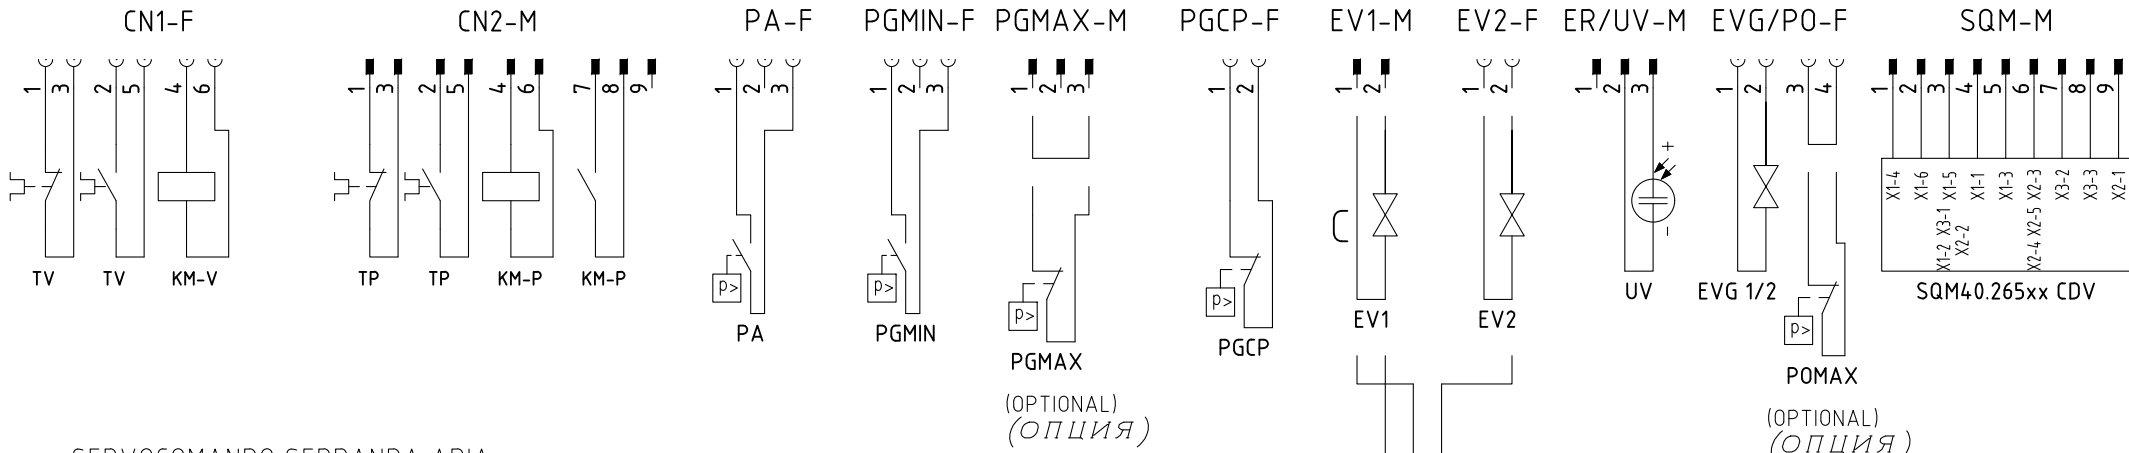 CN1-F CN2-M PA-F PGMIN-F PGMAX-M PGCP-F EV1-M EV2-F ER/UV-M EVG/PO-F SQM-M
1 3 2 5 4 6 1 3 2 5 4 6 7 8 9 1 2 3 1 2 3 1 2 3 1 2 1 2 1 2 1 2 3 1 2 3 4 1 2 3 4 5 6 7 8 9
+
X1-4 X1-6 X1-5 X1-1 X1-3 X2-3 X3-2 X3-3 X2-1
X1-2 X3-1 X2-2 X2-4 X2-5
-
TV TV KM-V TP TP KM-P KM-P
p> p> p> p> p>
UV EVG 1/2 SQM40.265xx CDV
PA PGMIN PGMAX PGCP EV1 EV2 POMAX
(OPTIONAL) (OPTIONAL)
(ОПЦИЯ) (ОПЦИЯ)
SERVOCOMANDO SERRANDA ARIA